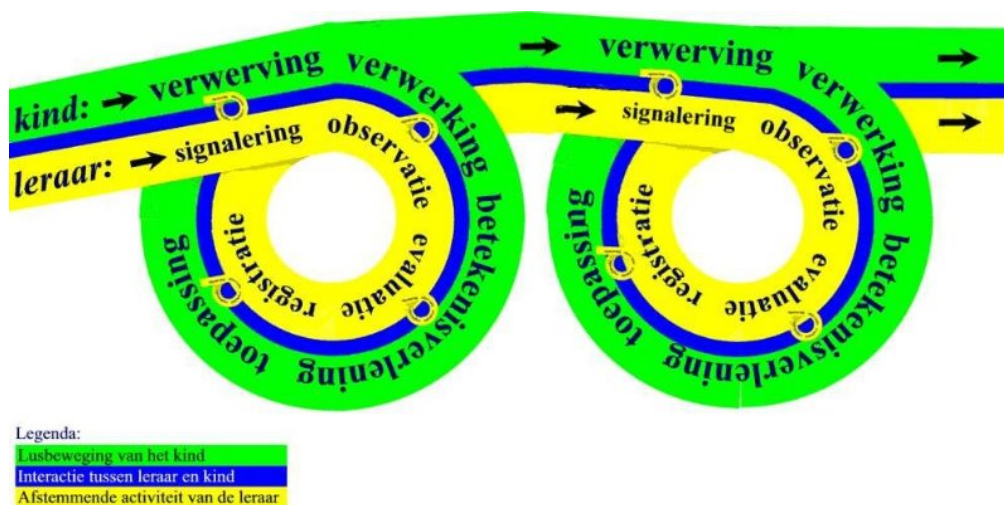 kind:
verwerving verwerking betekenisverlening toepassing
leraar:
signalering observatie evaluatie registratie
verwerving verwerking betekenisverlening toepassing
signalering observatie evaluatie registratie
Legenda:
Lusbeweging van het kind
Interactie tussen leraar en kind
Afstemmende activiteit van de leraar